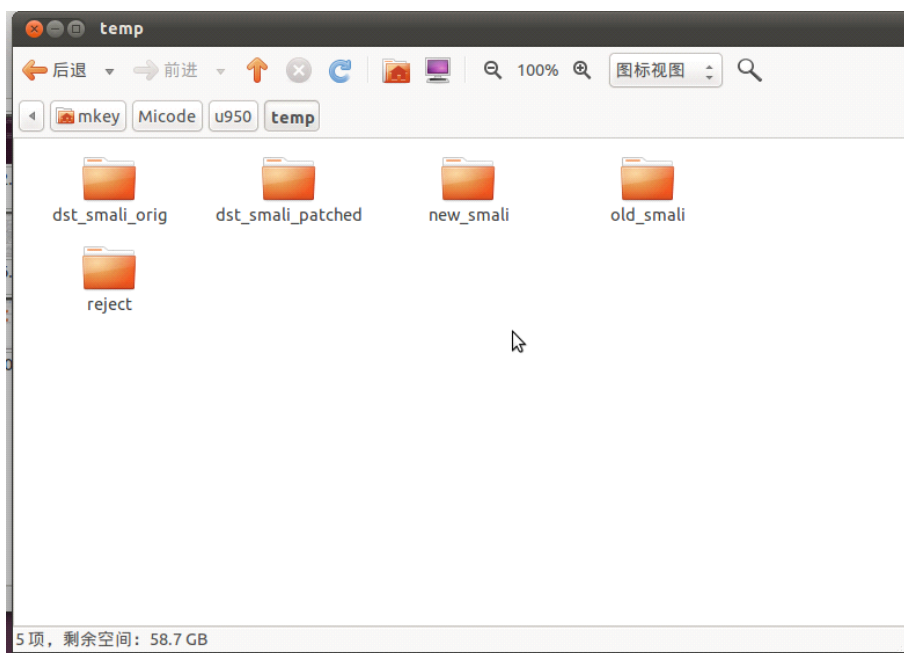 temp
后退 前进 100% 图标视图
mkey Micode u950 temp
dst_smali_orig dst_smali_patched new_smali old_smali
reject
5 项，剩余空间：58.7 GB